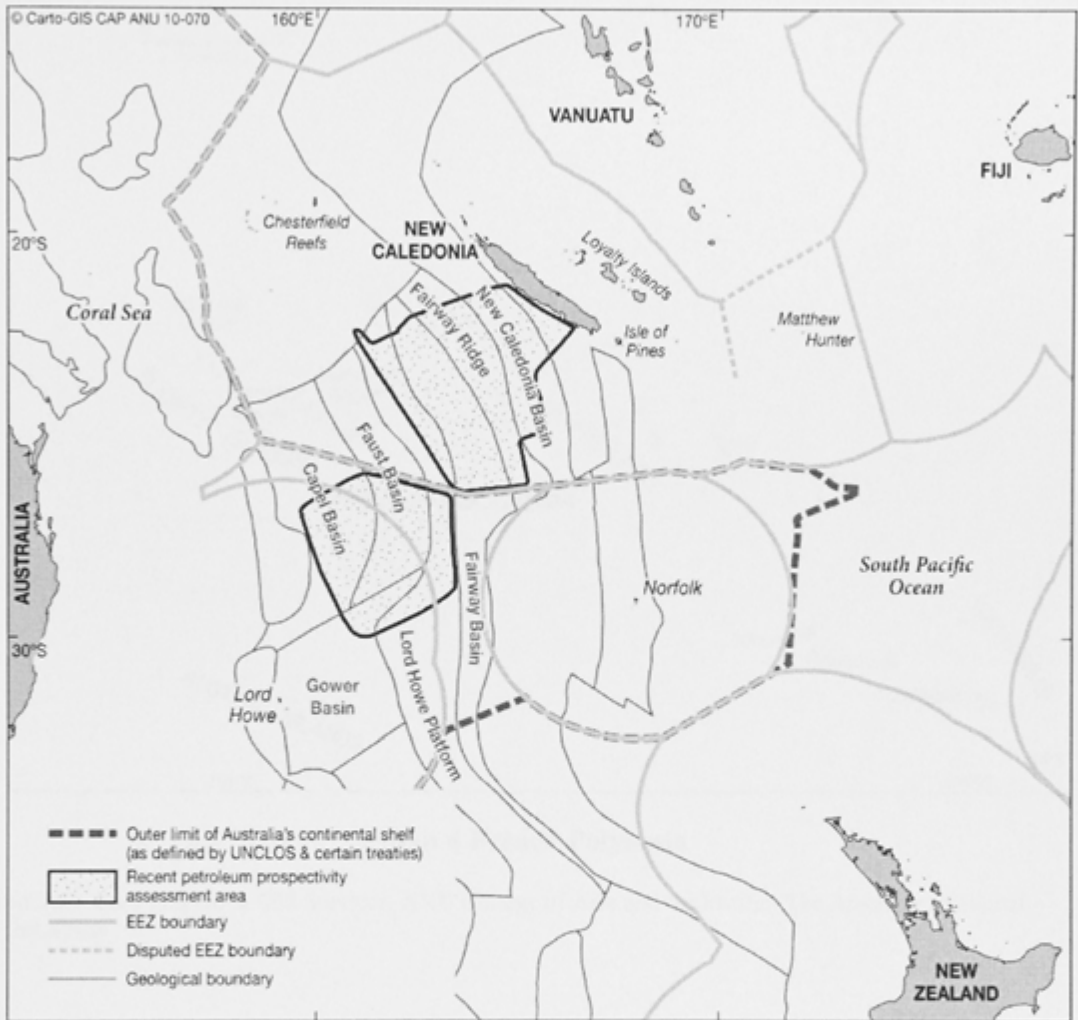 © Carto-GIS CAP ANU 10-070
160°E
170°E
VANUATU
FIJI
20°S
Chesterfield
Reefs
NEW
CALEDONIA
Loyalty Islands
Coral Sea
Fairway Ridge
New Caledonia Basin
Isle of
Pines
Matthew
Hunter
Faust Basin
Capel Basin
AUSTRALIA
Fairway Basin
Norfolk
South Pacific
Ocean
30°S
Lord Howe Platform
Lord
Howe
Gower
Basin
Outer limit of Australia's continental shelf
(as defined by UNCLOS & certain treaties)
Recent petroleum prospectivity
assessment area
EEZ boundary
Disputed EEZ boundary
Geological boundary
NEW
ZEALAND